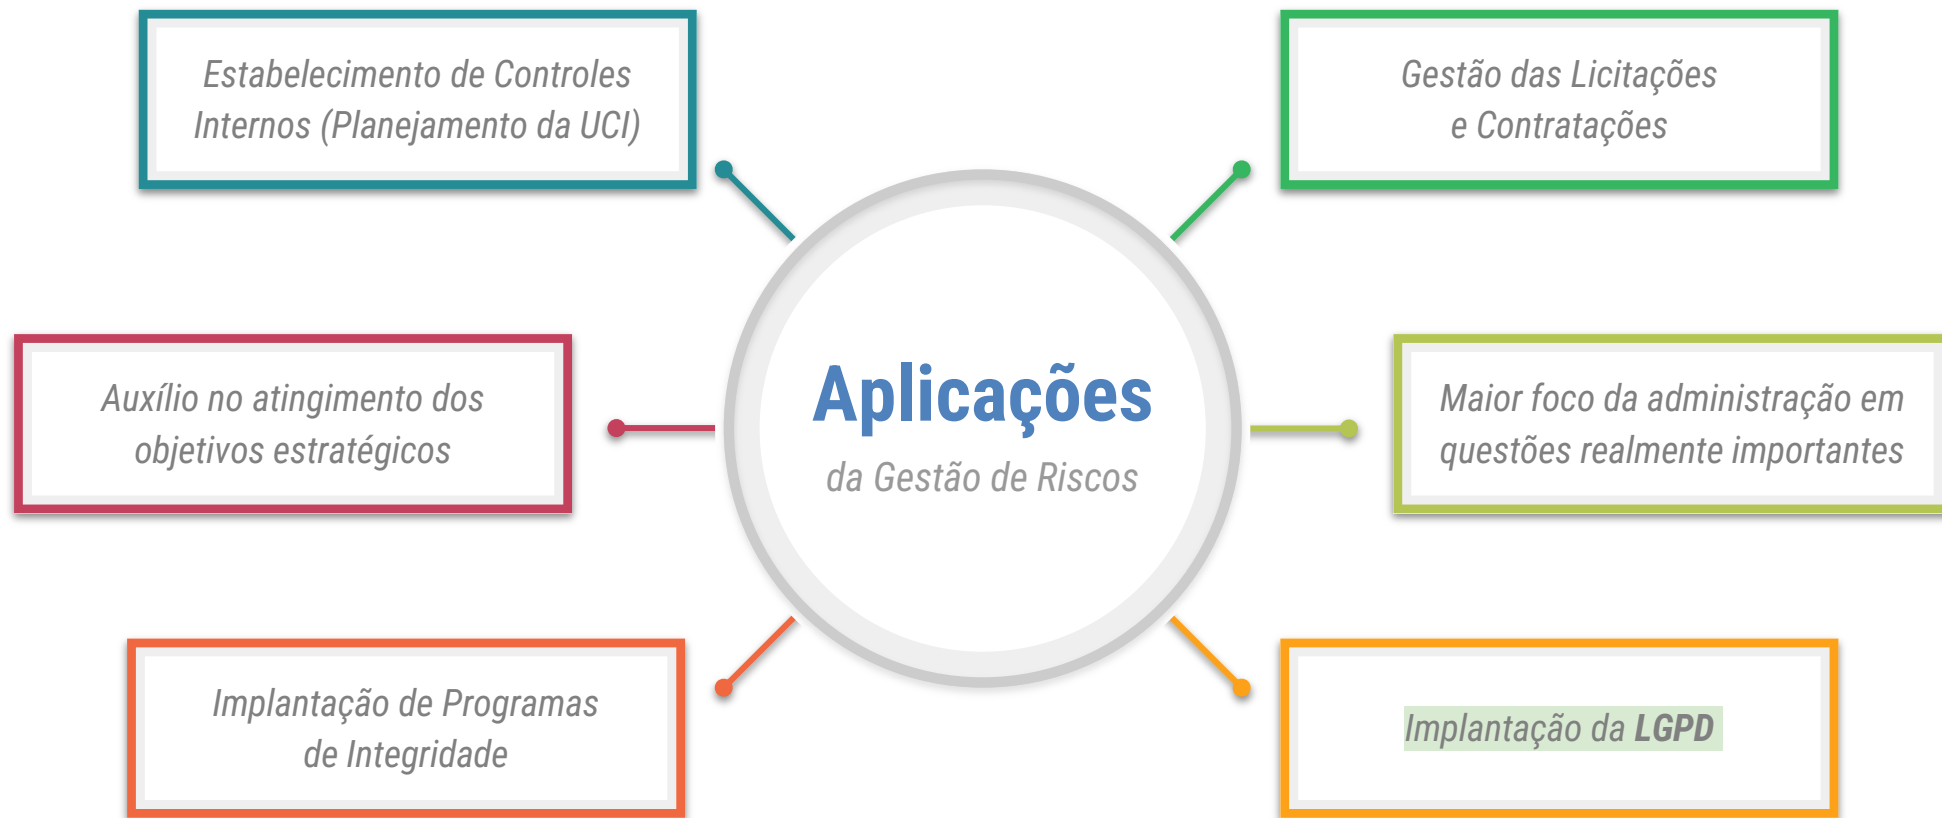 Estabelecimento de Controles
Internos (Planejamento da UCI)
Gestão das Licitações
e Contratações
Auxílio no atingimento dos
objetivos estratégicos
Aplicações
da Gestão de Riscos
Maior foco da administração em
questões realmente importantes
Implantação de Programas
de Integridade
Implantação da LGPD